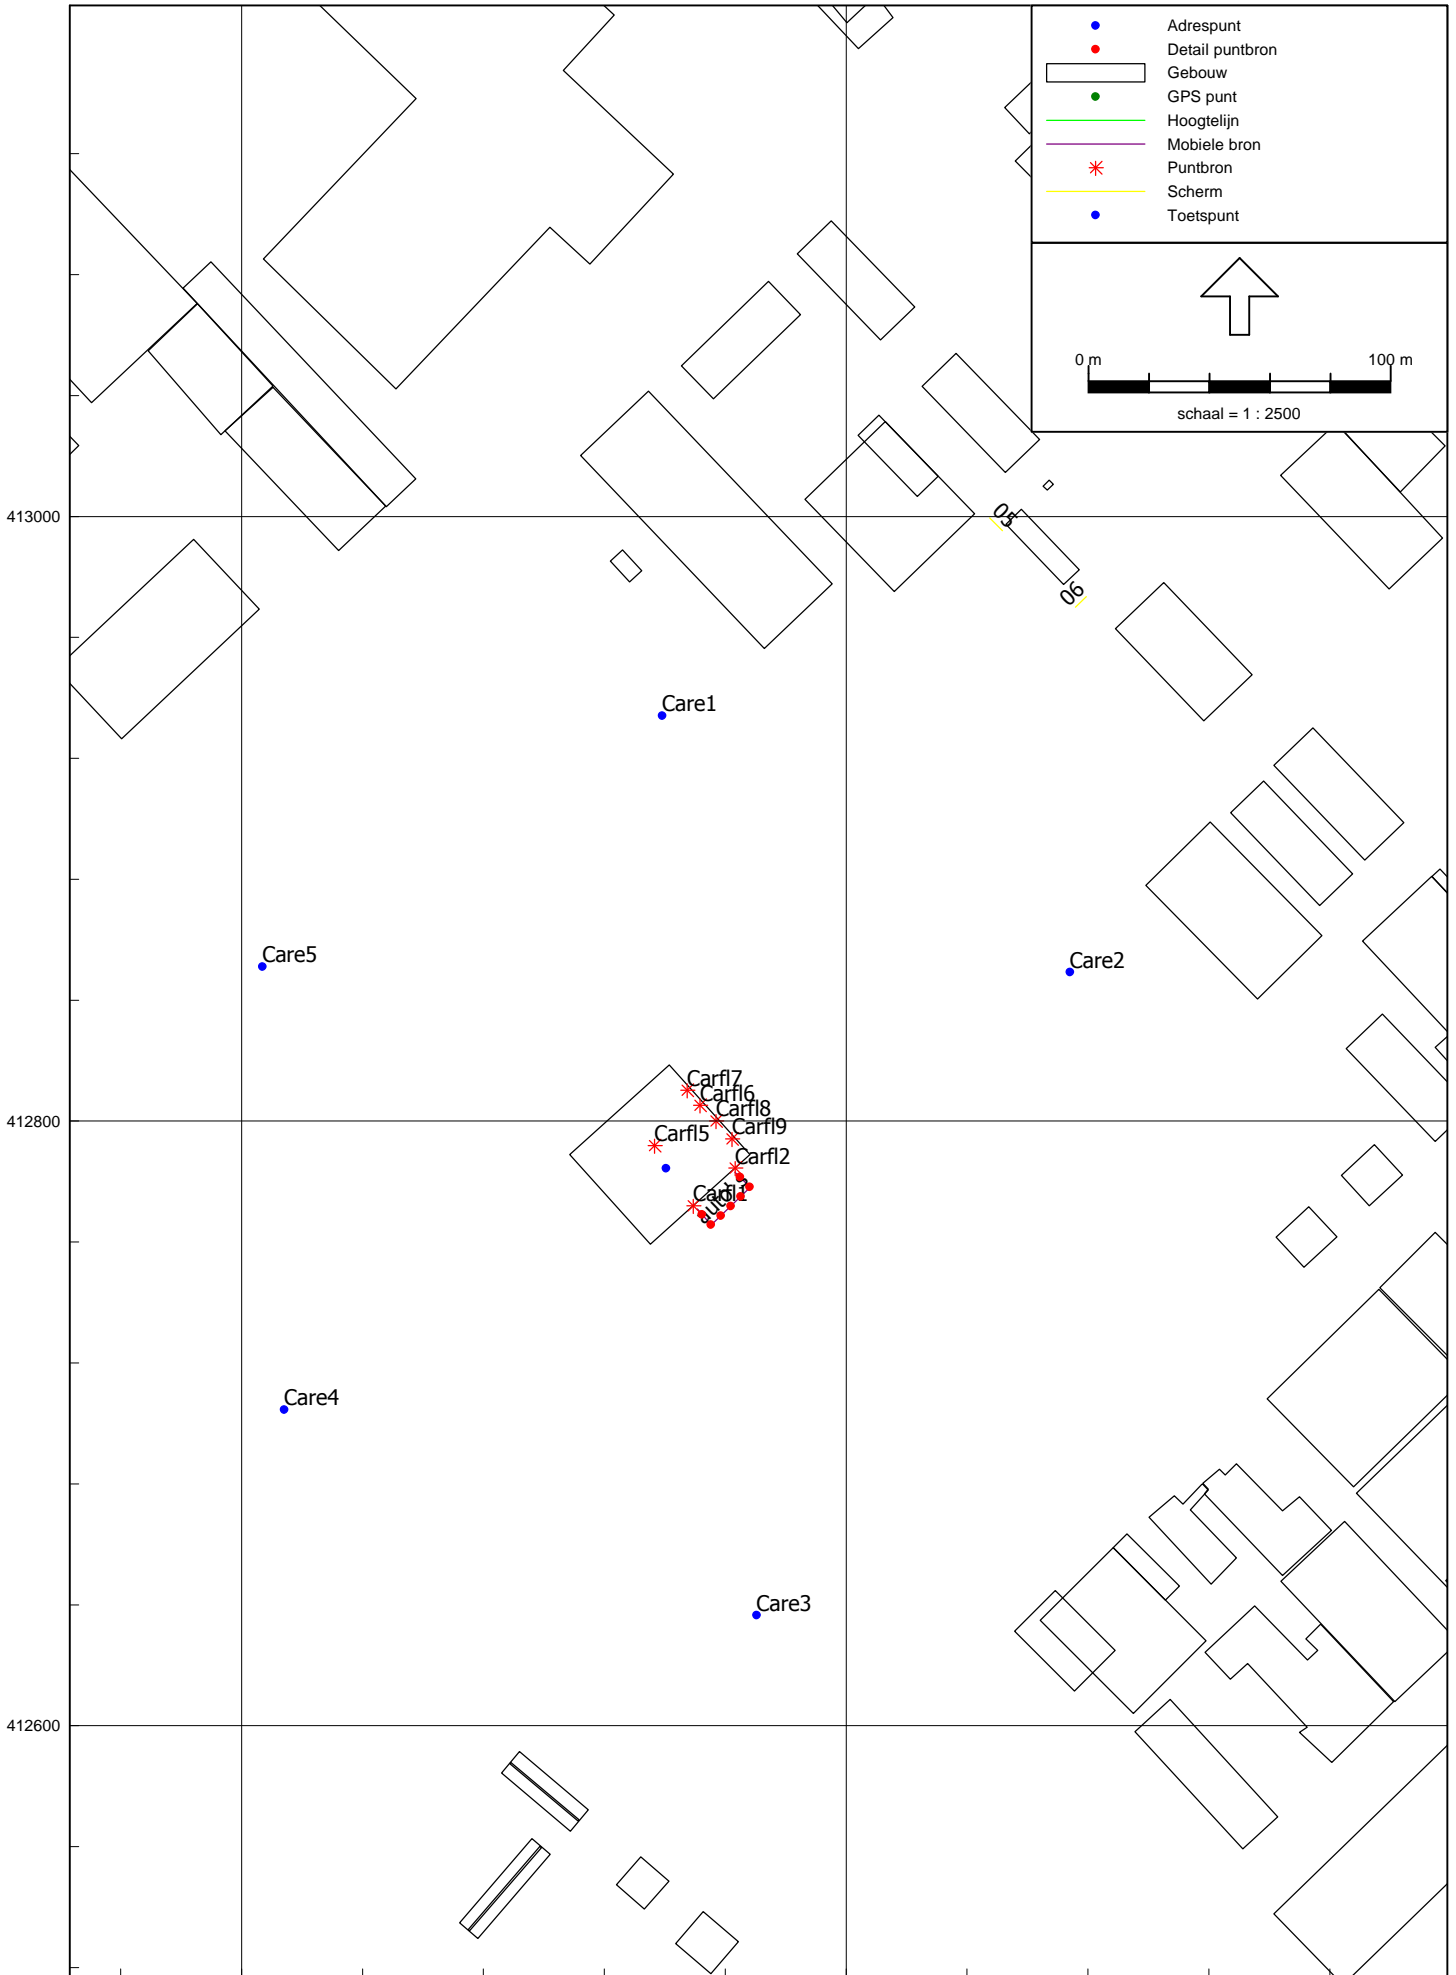 Adrespunt
Detail puntbron
Gebouw
GPS punt
Hoogtelijn
Mobiele bron
Puntbron
Scherm
Toetspunt
0 m 100 m
schaal = 1 : 2500
413000
05
06
Care1
Care5
Care2
Carfl7
Carfl6
412800
Carfl8
Carfl9
Carfl5
Carfl2
Carfl1
Care4
Care3
412600